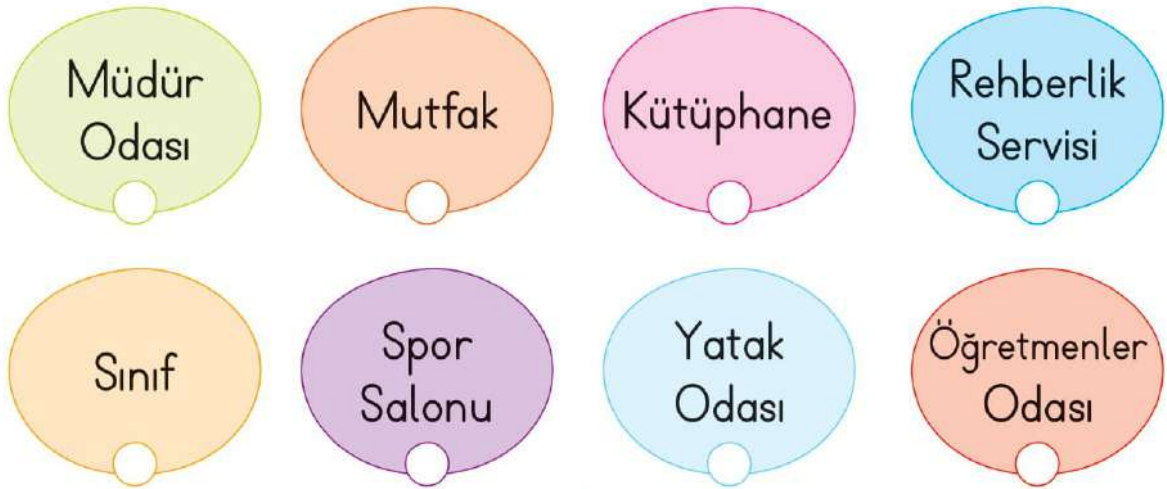 Müdür
Odası
Mutfak
Kütüphane
Rehberlik
Servisi
Sınıf
Spor
Salonu
Yatak
Odası
Öğretmenler
Odası